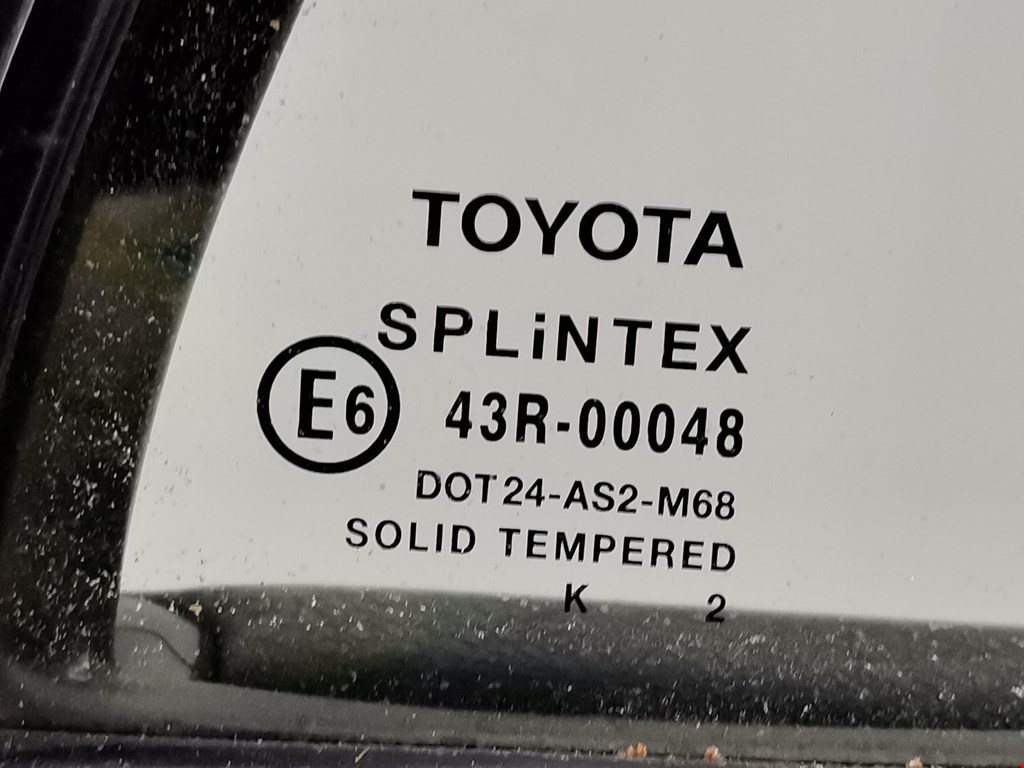 TOYOTA
SPLiNTEX
E6 43R-00048
DOT24-AS2-M68
SOLID TEMPERED
K 2